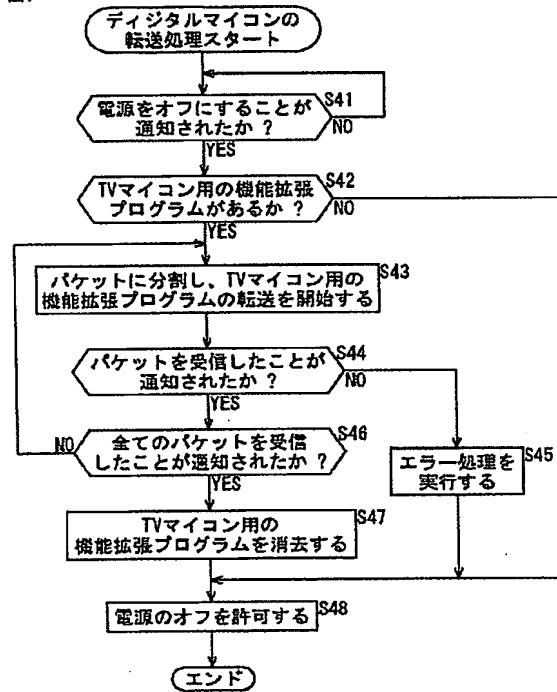 ディジタルマイコンの
転送処理スタート
電源をオフにすることが
通知されたか ?
S41
NO
YES
TVマイコン用の機能拡張
プログラムがあるか ?
S42
NO
YES
パケットに分割し、TVマイコン用の
機能拡張プログラムの転送を開始する
S43
パケットを受信したことが
通知されたか ?
S44
NO
YES
全てのパケットを受信
したことが通知されたか ?
S46
NO
YES
エラー処理を
実行する
S45
TVマイコン用の
機能拡張プログラムを消去する
S47
電源のオフを許可する
S48
エンド